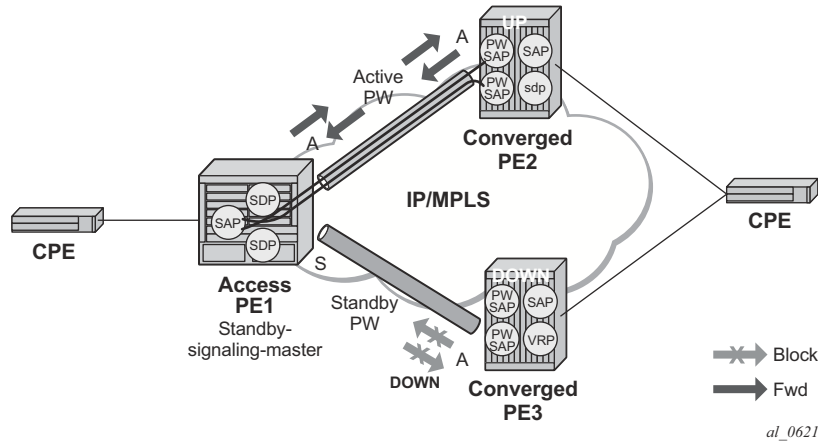 UP
A
PW
SAP
SAP
PW
SAP
sdp
Active
PW
A
Converged
PE2
SDP
IP/MPLS
SAP
CPE
CPE
SDP
S
DOWN
Access
PE1
Standby-
signaling-master
Standby
PW
PW
SAP
SAP
PW
SAP
VRP
A
DOWN
Block
Converged
PE3
Fwd
al_0621